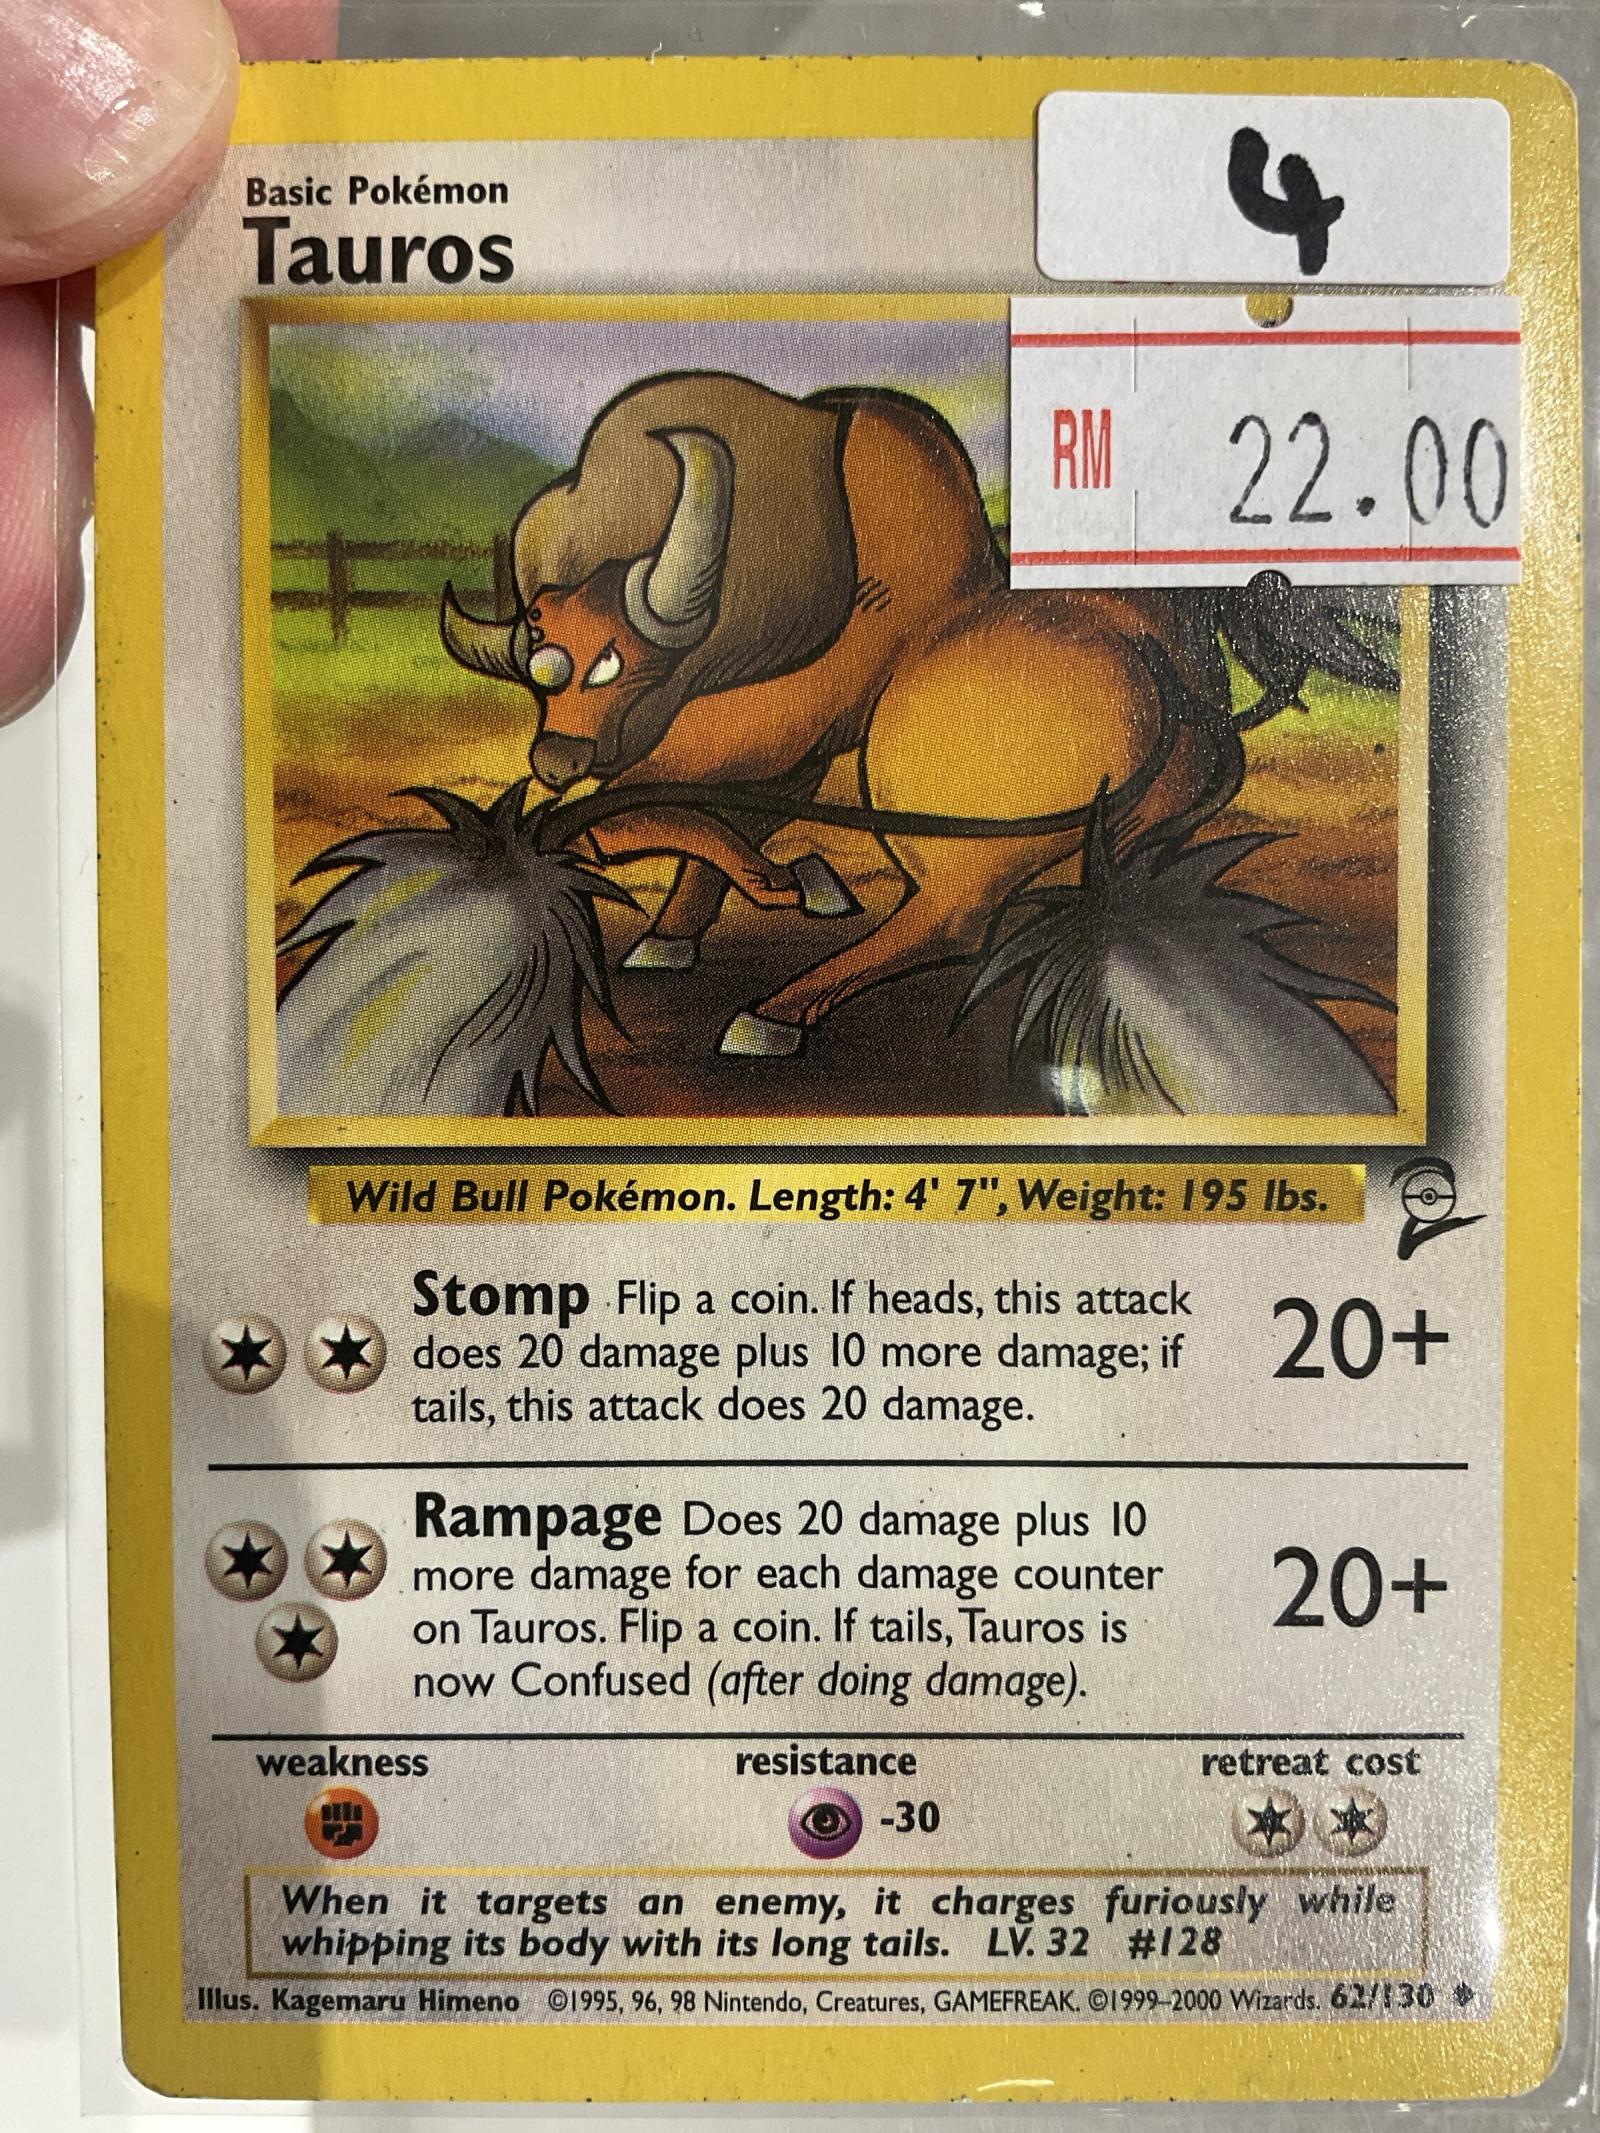 Basic Pokémon
Tauros
4
RM 22.00
Wild Bull Pokémon. Length: 4' 7", Weight: 195 lbs.
Stomp Flip a coin. If heads, this attack
does 20 damage plus 10 more damage; if
tails, this attack does 20 damage.
20+
Rampage Does 20 damage plus 10
more damage for each damage counter
on Tauros. Flip a coin. If tails, Tauros is
now Confused (after doing damage).
20+
weakness
resistance
retreat cost
-30
When it targets an enemy, it charges furiously while
whipping its body with its long tails. LV. 32 #128
Illus. Kagemaru Himeno ©1995, 96, 98 Nintendo, Creatures, GAMEFREAK. ©1999–2000 Wizards. 62/130